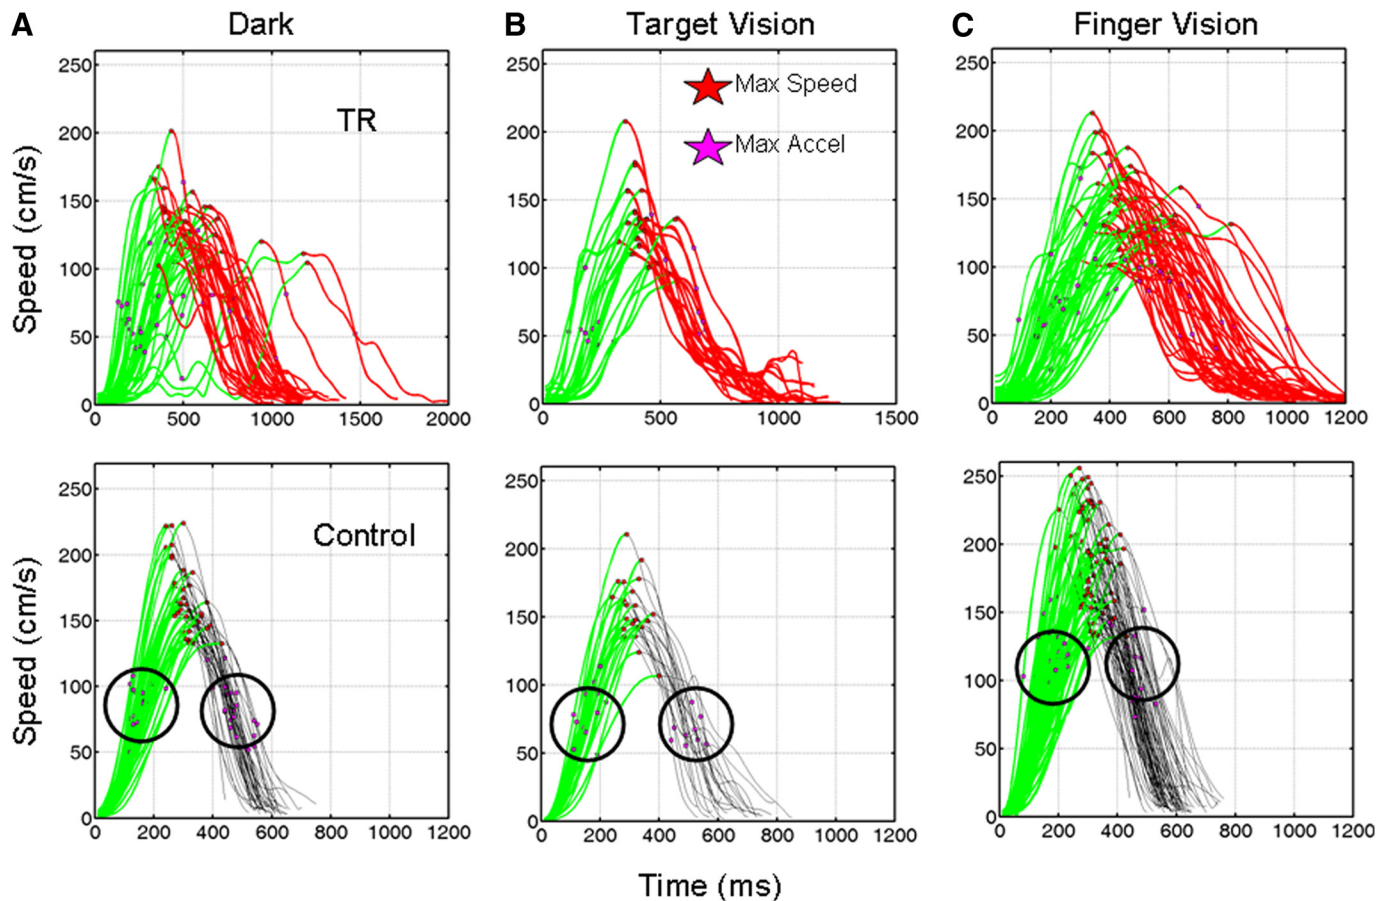 A Dark
B Target Vision
C Finger Vision
Speed (cm/s)
250
200
150
100
50
0
TR
0 500 1000 1500 2000
250
200
150
100
50
0
Max Speed
Max Accel
0 500 1000 1500
250
200
150
100
50
0
0 200 400 600 800 1000 1200
Speed (cm/s)
250
200
150
100
50
0
Control
0 200 400 600 800 1000 1200
250
200
150
100
50
0
0 200 400 600 800 1000 1200
250
200
150
100
50
0
0 200 400 600 800 1000 1200
Time (ms)